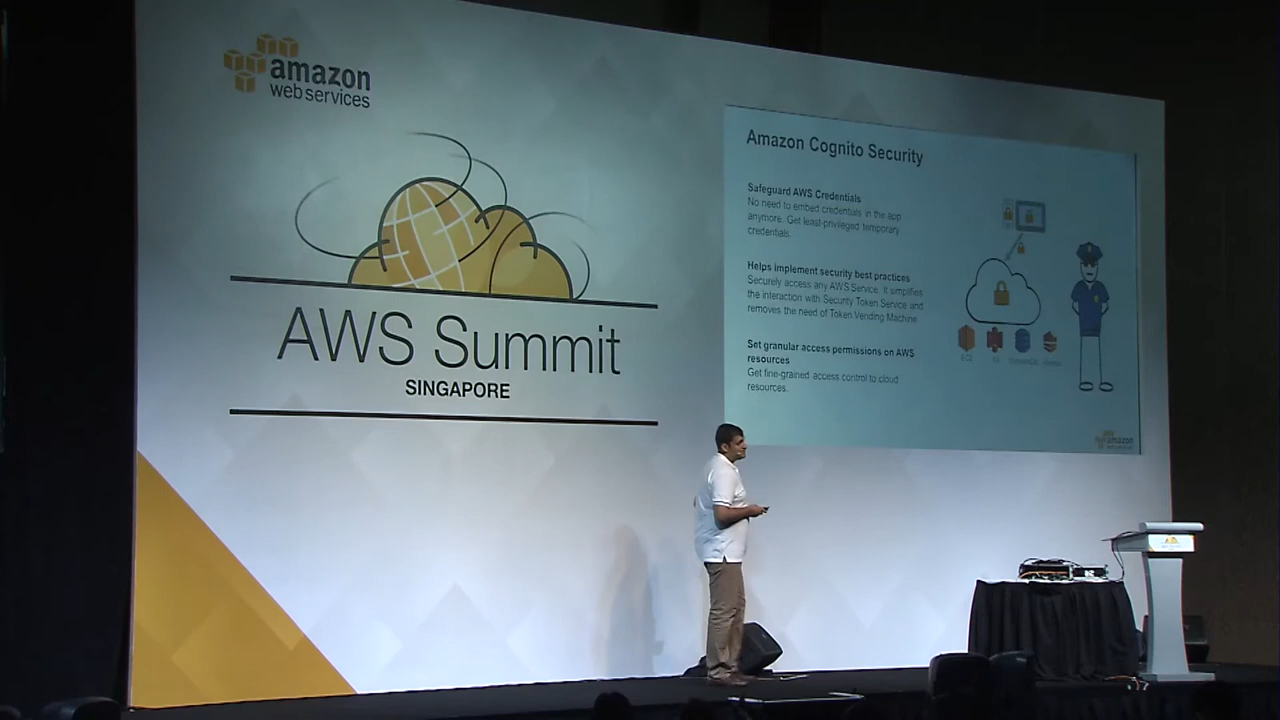 amazon
web services
AWS Summit
SINGAPORE
Amazon Cognito Security
Safeguard AWS Credentials
No need to embed credentials in the app
anymore. Get least-privileged temporary
credentials.
Helps implement security best practices
Securely access any AWS Service. It simplifies
the interaction with Security Token Service and
removes the need of Token Vending Machine
Set granular access permissions on AWS
resources
Get fine-grained access control to cloud
resources.
amazon